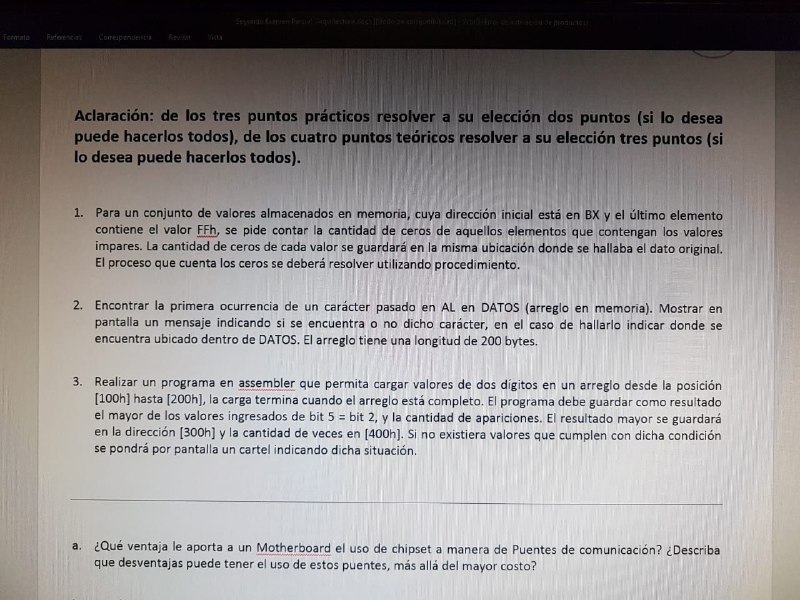 Formato Referencias Correspondencia Revisar Vista
Aclaración: de los tres puntos prácticos resolver a su elección dos puntos (si lo desea
puede hacerlos todos), de los cuatro puntos teóricos resolver a su elección tres puntos (si
lo desea puede hacerlos todos).
1. Para un conjunto de valores almacenados en memoria, cuya dirección inicial está en BX y el último elemento
contiene el valor FFh, se pide contar la cantidad de ceros de aquellos elementos que contengan los valores
impares. La cantidad de ceros de cada valor se guardará en la misma ubicación donde se hallaba el dato original.
El proceso que cuenta los ceros se deberá resolver utilizando procedimiento.
2. Encontrar la primera ocurrencia de un carácter pasado en AL en DATOS (arreglo en memoria). Mostrar en
pantalla un mensaje indicando si se encuentra o no dicho carácter, en el caso de hallarlo indicar donde se
encuentra ubicado dentro de DATOS. El arreglo tiene una longitud de 200 bytes.
3. Realizar un programa en assembler que permita cargar valores de dos dígitos en un arreglo desde la posición
[100h] hasta [200h], la carga termina cuando el arreglo está completo. El programa debe guardar como resultado
el mayor de los valores ingresados de bit 5 = bit 2, y la cantidad de apariciones. El resultado mayor se guardará
en la dirección [300h] y la cantidad de veces en [400h]. Si no existiera valores que cumplen con dicha condición
se pondrá por pantalla un cartel indicando dicha situación.
a. ¿Qué ventaja le aporta a un Motherboard el uso de chipset a manera de Puentes de comunicación? ¿Describa
que desventajas puede tener el uso de estos puentes, más allá del mayor costo?